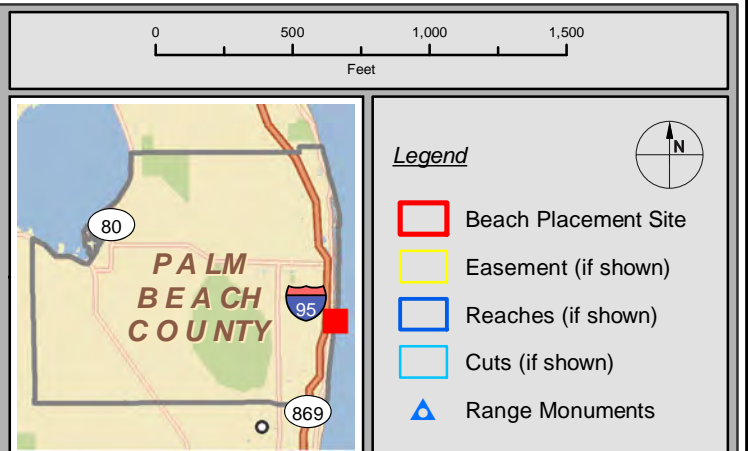 0 500 1,000 1,500
Feet
80
PALM
BEACH
COUNTY
95
869
Legend
N
Beach Placement Site
Easement (if shown)
Reaches (if shown)
Cuts (if shown)
Range Monuments